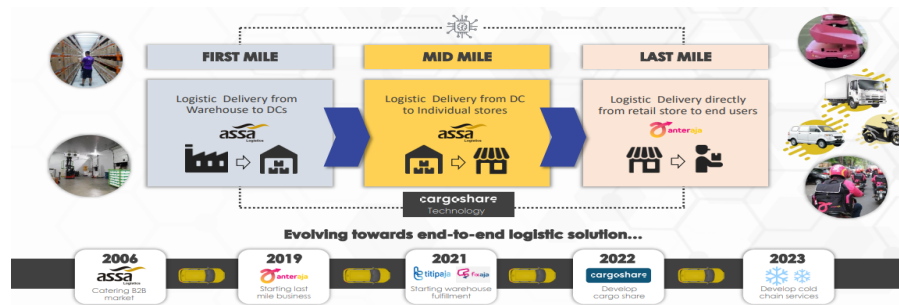 FIRST MILE
MID MILE
LAST MILE
Logistic Delivery from
Warehouse to DCs
assa
Logistics
Logistic Delivery from DC
to Individual stores
assa
Logistics
Logistic Delivery directly
from retail store to end users
anteraja
cargoshare
Technology
Evolving towards end-to-end logistic solution...
2006
assa
Logistics
Catering B2B
market
2019
anteraja
Starting last
mile business
2021
titipaja
fixaja
Starting warehouse
fulfilment
2022
cargoshare
Develop
cargo share
2023
Develop cold
chain services